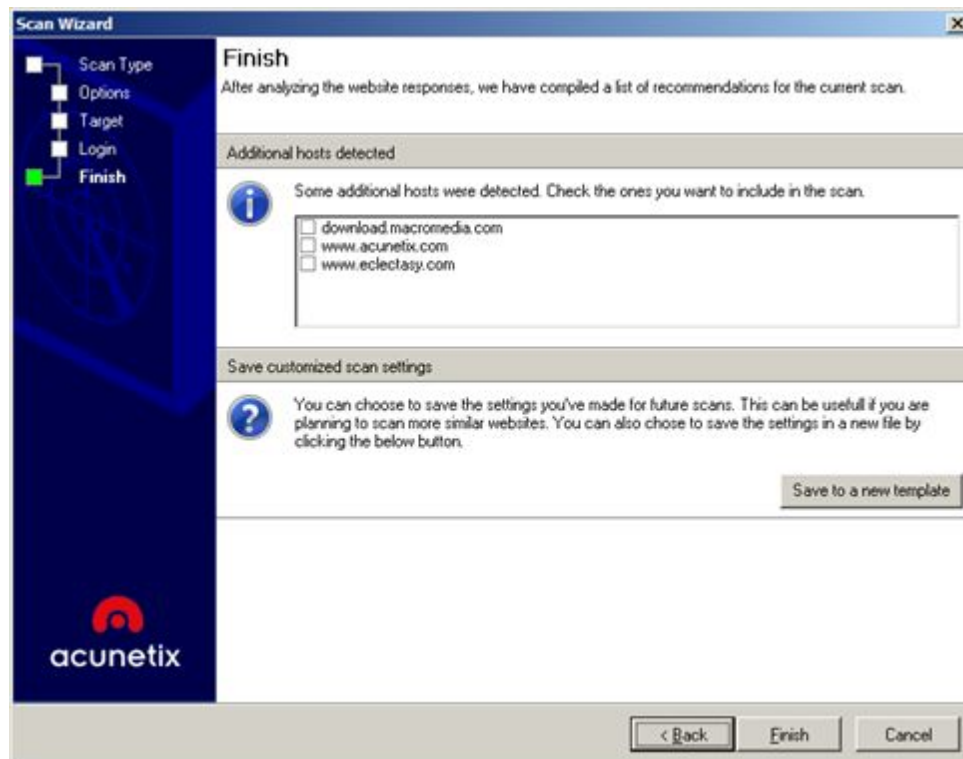 Scan Wizard
Scan Type
Options
Target
Login
Finish
Finish
After analyzing the website responses, we have compiled a list of recommendations for the current scan.
Additional hosts detected
Some additional hosts were detected. Check the ones you want to include in the scan.
download.macromedia.com
www.acunetix.com
www.eclectasy.com
Save customized scan settings
You can choose to save the settings you've made for future scans. This can be usefull if you are
planning to scan more similar websites. You can also chose to save the settings in a new file by
clicking the below button.
Save to a new template
acunetix
< Back
Finish
Cancel